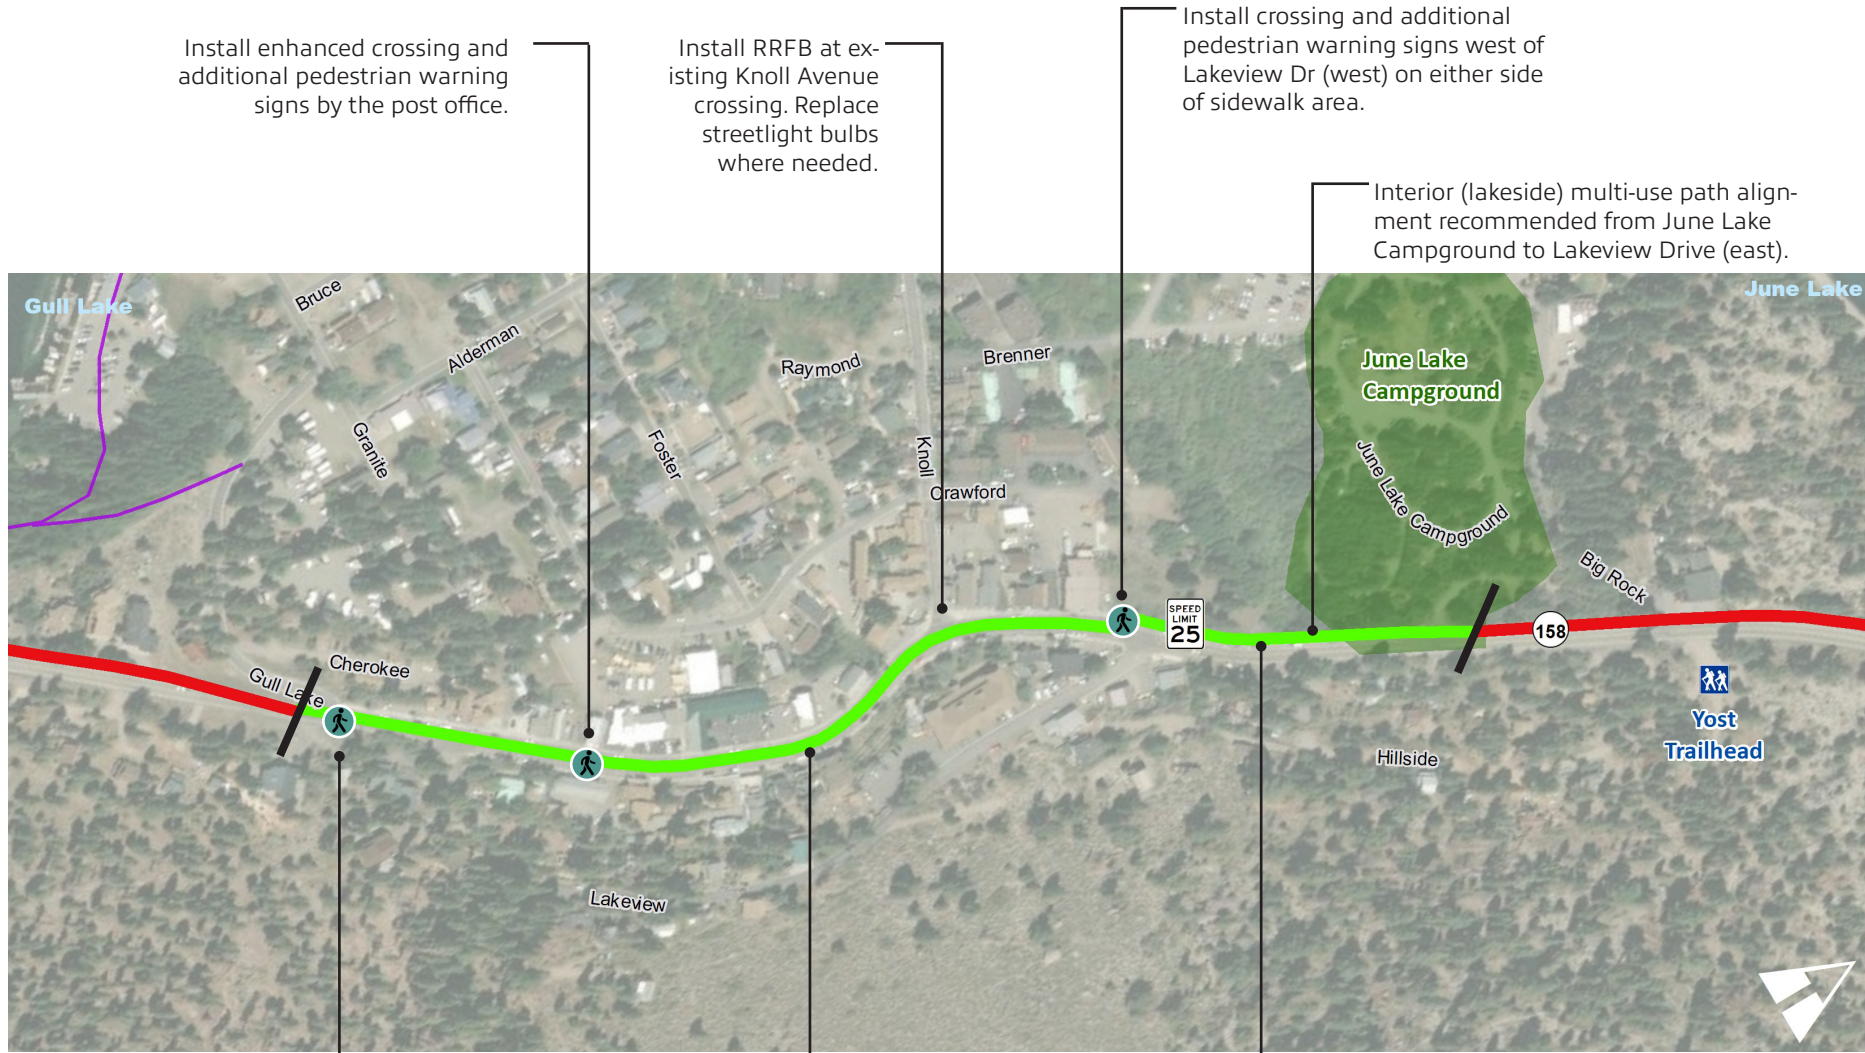 Install enhanced crossing and
additional pedestrian warning
signs by the post office.
Install RRFB at ex-
isting Knoll Avenue
crossing. Replace
streetlight bulbs
where needed.
Install crossing and additional
pedestrian warning signs west of
Lakeview Dr (west) on either side
of sidewalk area.
Interior (lakeside) multi-use path align-
ment recommended from June Lake
Campground to Lakeview Drive (east).
Gull Lake
Bruce
Alderman
Granite
Foster
Raymond
Knoll
Brenner
Crawford
June Lake
Campground
June Lake Campground
June Lake
Big Rock
SPEED
LIMIT
25
158
Cherokee
Gull Lake
Yost
Trailhead
Hillside
Lakeview